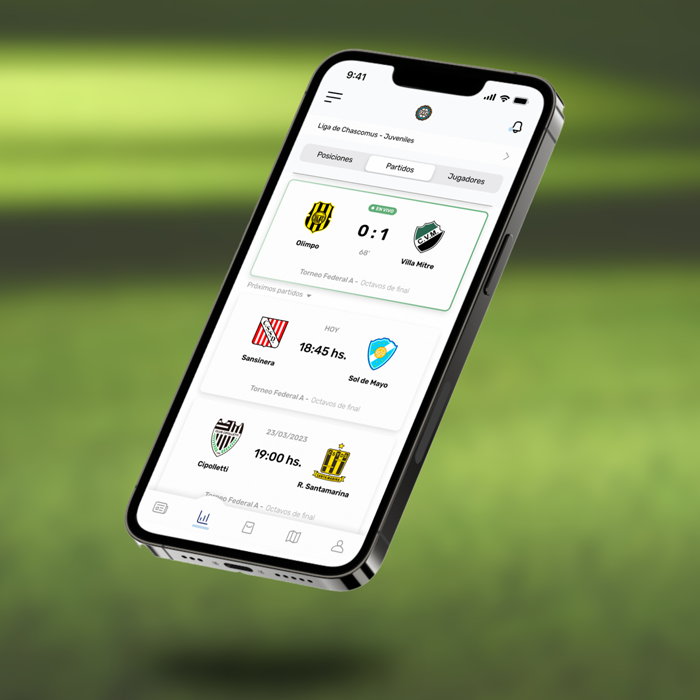 9:41
Liga de Chascomus - Juveniles
Posiciones Partidos Jugadores
EN VIVO
0 : 1
68'
Olimpo
C.V.M.
Villa Mitre
Torneo Federal A - Octavos de final
Próximos partidos
HOY
18:45 hs.
Sansinera
Sol de Mayo
Torneo Federal A - Octavos de final
23/03/2023
19:00 hs.
Cipolletti
R. Santamarina
Torneo Federal A - Octavos de final